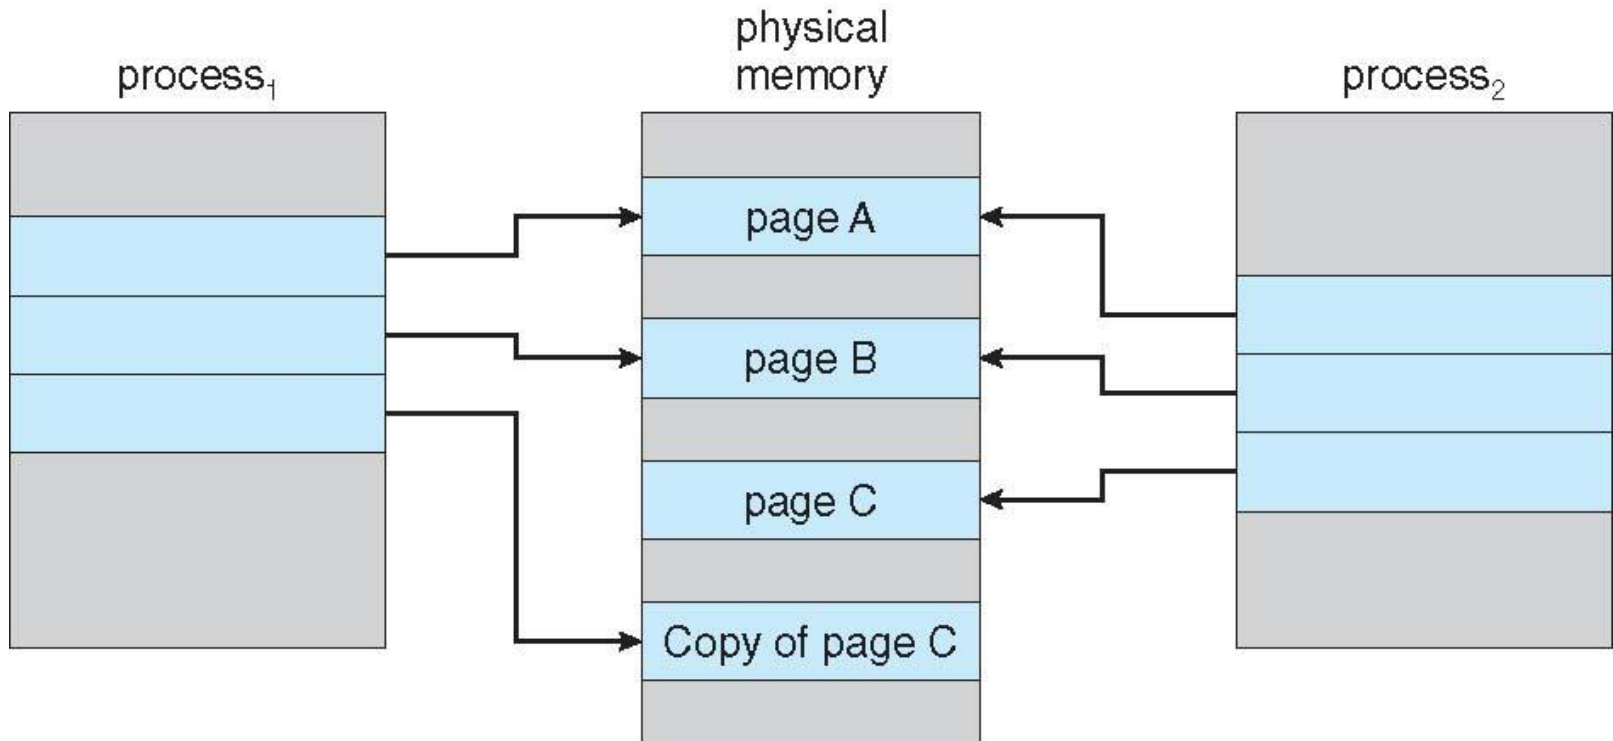 process₁
physical
memory
process₂
page A
page B
page C
Copy of page C